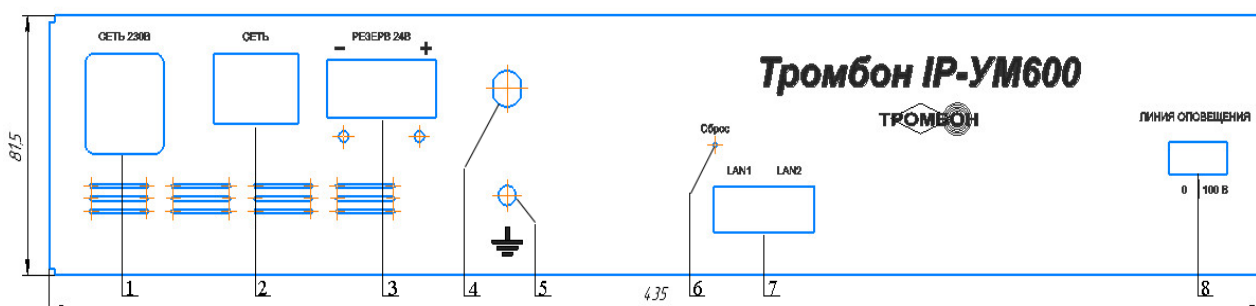 СЕТЬ 230В
СЕТЬ
РЕЗЕРВ 24В
− +
Тромбон IP-УМ600
ТРОМБОН
ЛИНИЯ ОПОВЕЩЕНИЯ
0 100 В
Сброс
LAN1 LAN2
81,5
435
1 2 3 4 5 6 7 8